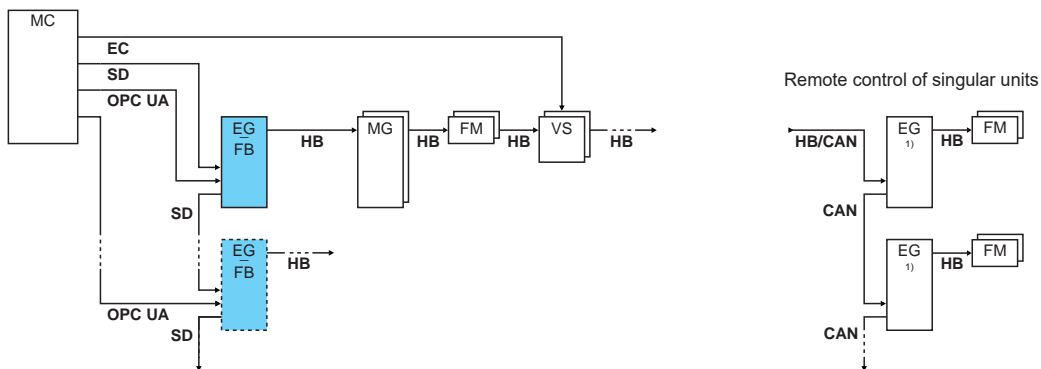 MC
EC
SD
OPC UA
EG
FB
HB
MG
HB
FM
HB
VS
HB
SD
EG
FB
HB
OPC UA
SD
Remote control of singular units
HB/CAN
EG
1)
HB
FM
CAN
EG
1)
HB
FM
CAN